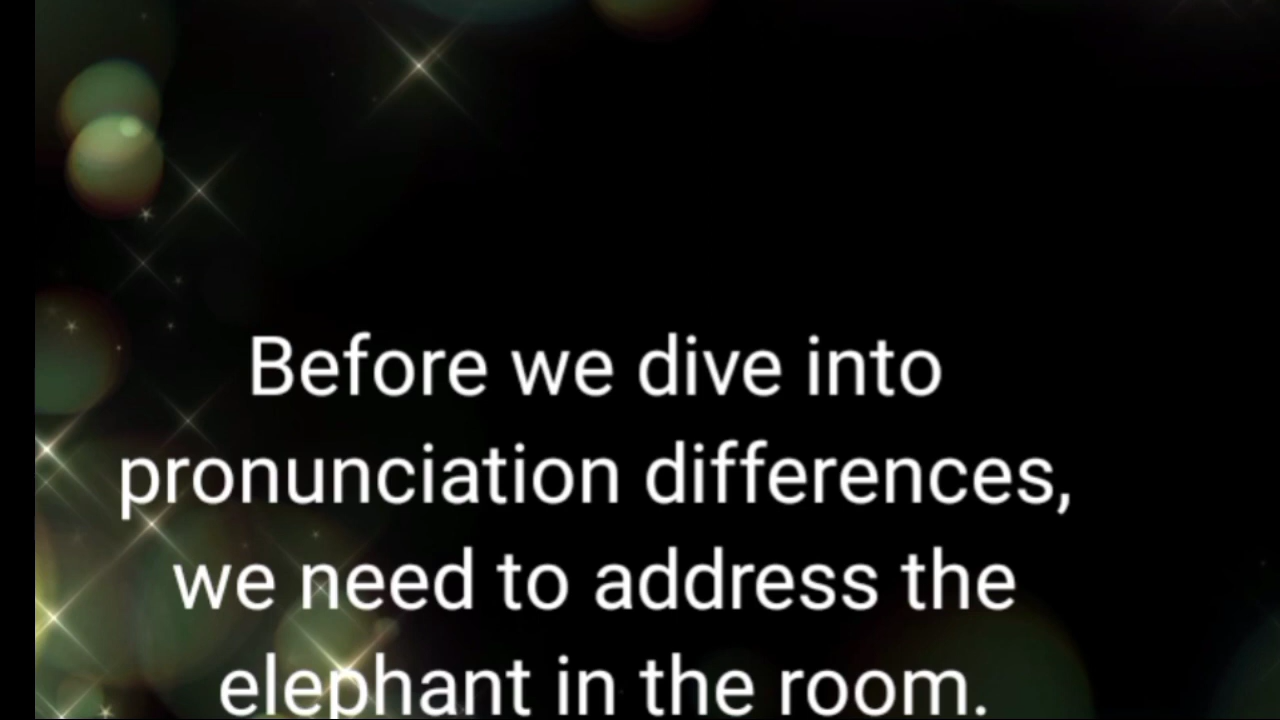 Before we dive into
pronunciation differences,
we need to address the
elephant in the room.